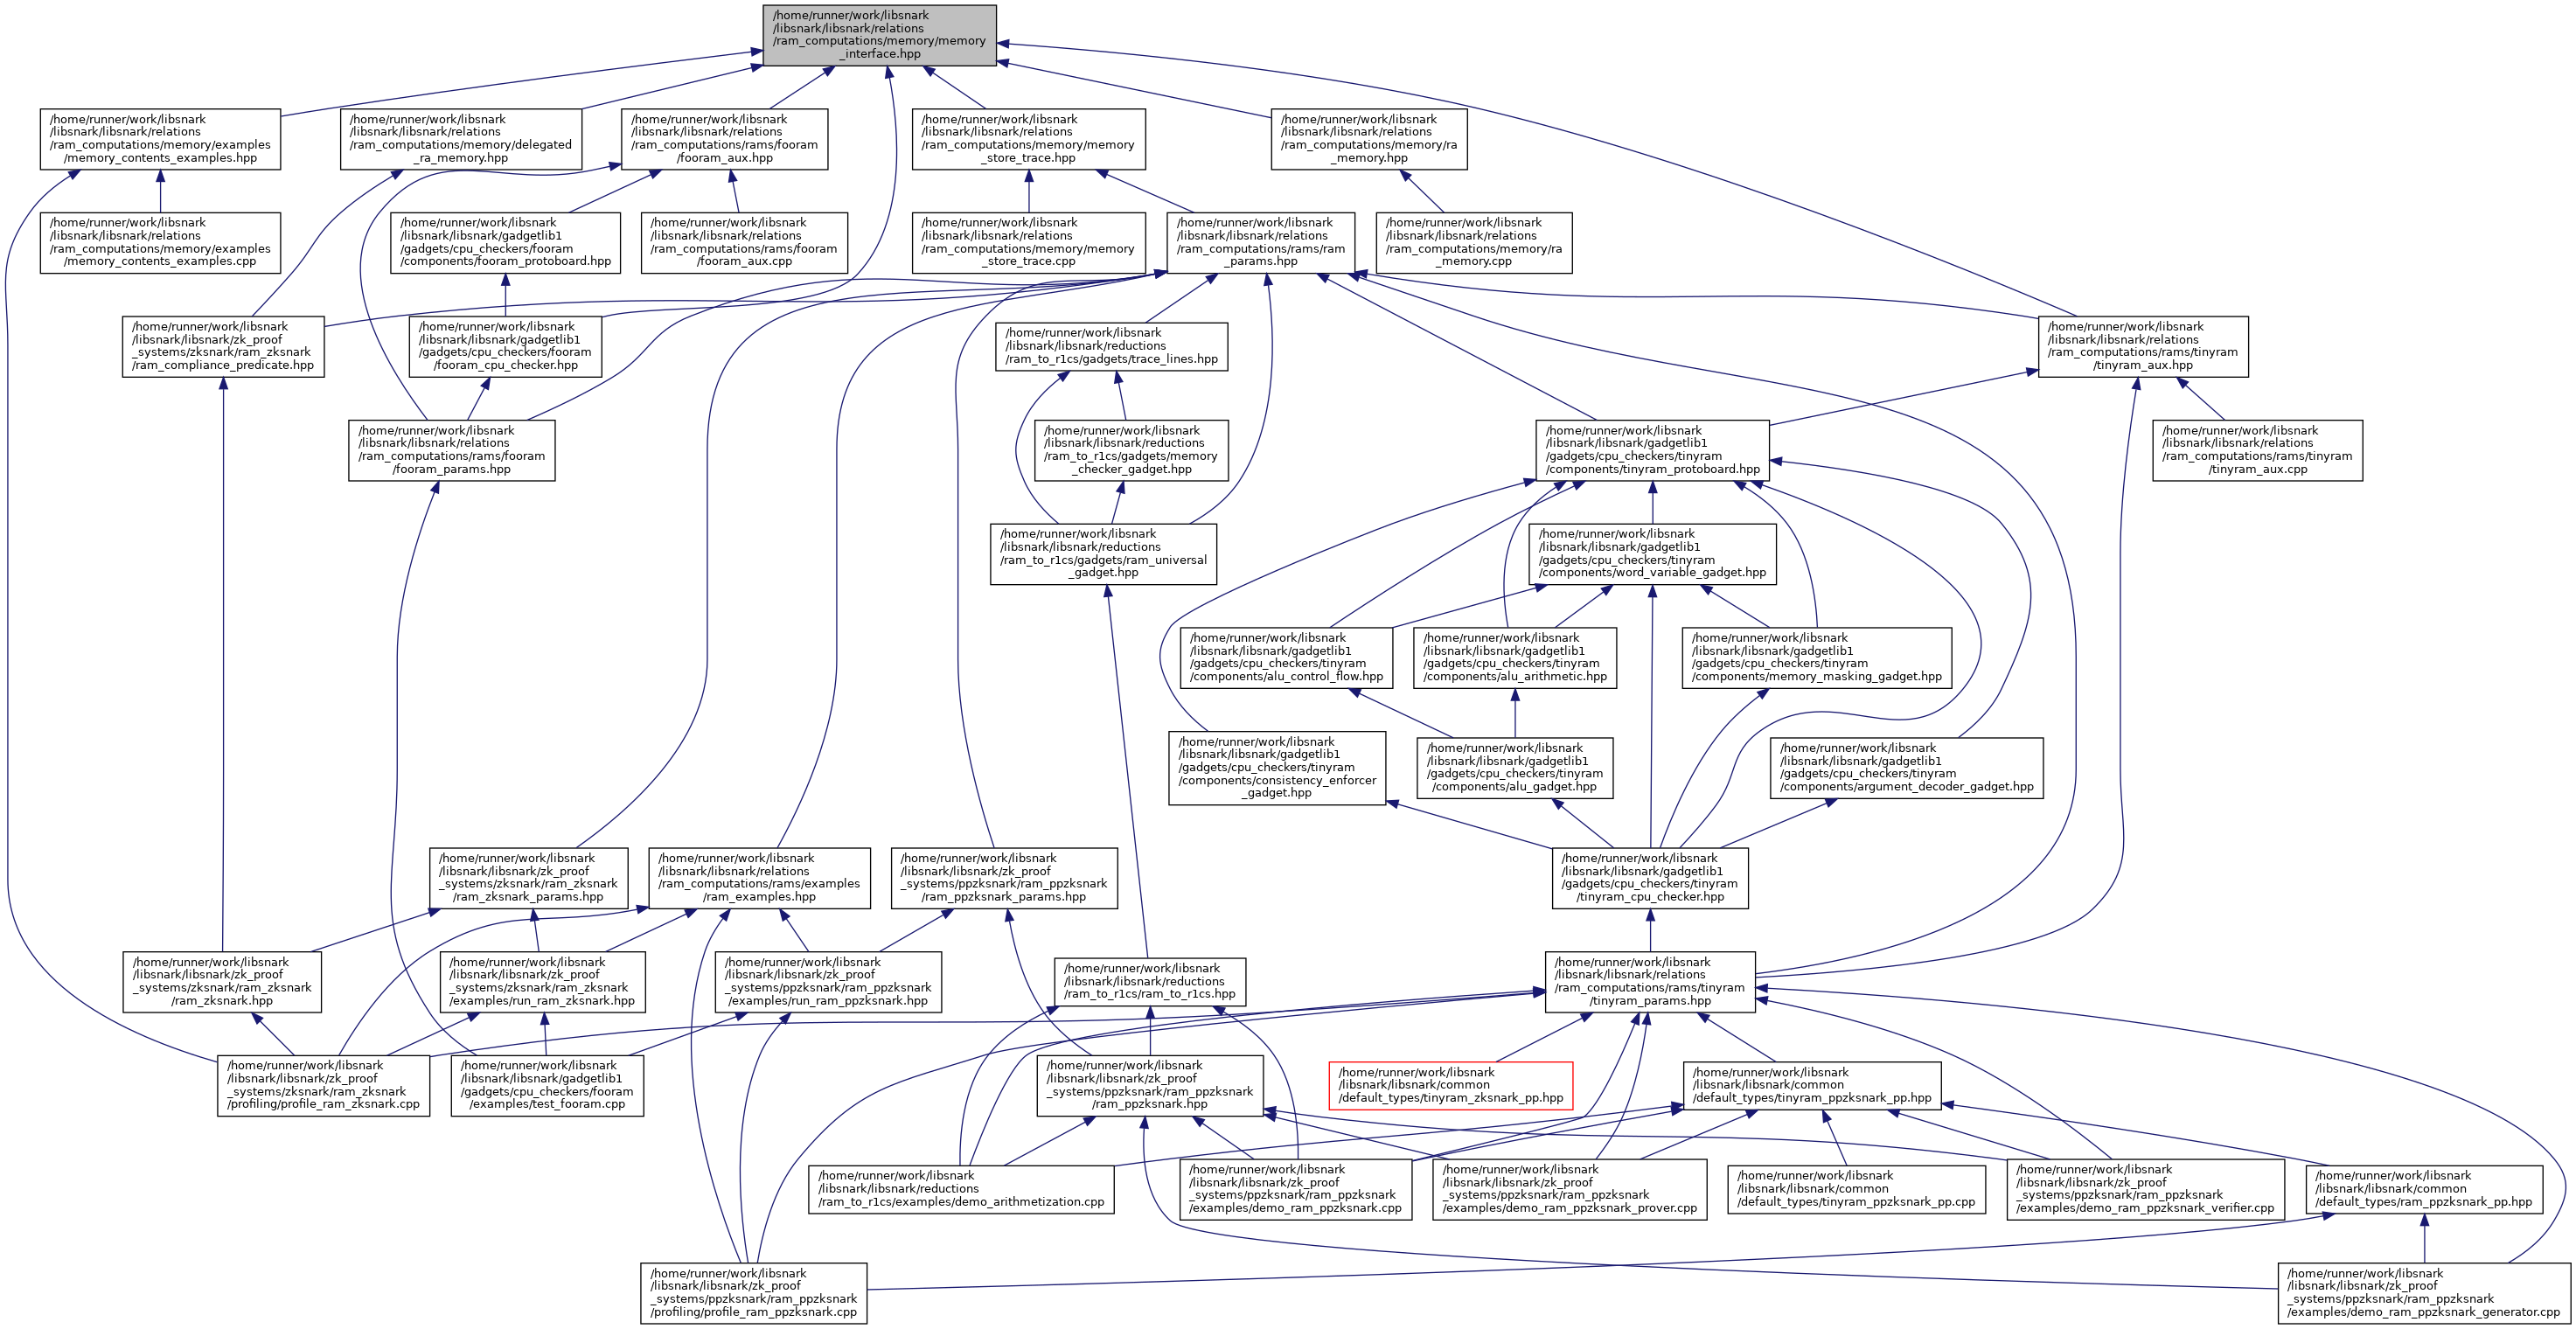 /home/runner/work/libsnark
/libsnark/libsnark/relations
/ram_computations/memory/memory
_interface.hpp
/home/runner/work/libsnark
/libsnark/libsnark/relations
/ram_computations/memory/examples
/memory_contents_examples.hpp
/home/runner/work/libsnark
/libsnark/libsnark/relations
/ram_computations/memory/delegated
_ra_memory.hpp
/home/runner/work/libsnark
/libsnark/libsnark/relations
/ram_computations/rams/fooram
/fooram_aux.hpp
/home/runner/work/libsnark
/libsnark/libsnark/relations
/ram_computations/memory/memory
_store_trace.hpp
/home/runner/work/libsnark
/libsnark/libsnark/relations
/ram_computations/memory/ra
_memory.hpp
/home/runner/work/libsnark
/libsnark/libsnark/relations
/ram_computations/memory/examples
/memory_contents_examples.cpp
/home/runner/work/libsnark
/libsnark/libsnark/gadgetlib1
/gadgets/cpu_checkers/fooram
/components/fooram_protoboard.hpp
/home/runner/work/libsnark
/libsnark/libsnark/relations
/ram_computations/rams/fooram
/fooram_aux.cpp
/home/runner/work/libsnark
/libsnark/libsnark/relations
/ram_computations/memory/memory
_store_trace.cpp
/home/runner/work/libsnark
/libsnark/libsnark/relations
/ram_computations/rams/ram
_params.hpp
/home/runner/work/libsnark
/libsnark/libsnark/relations
/ram_computations/memory/ra
_memory.cpp
/home/runner/work/libsnark
/libsnark/libsnark/zk_proof
_systems/zksnark/ram_zksnark
/ram_compliance_predicate.hpp
/home/runner/work/libsnark
/libsnark/libsnark/gadgetlib1
/gadgets/cpu_checkers/fooram
/fooram_cpu_checker.hpp
/home/runner/work/libsnark
/libsnark/libsnark/reductions
/ram_to_r1cs/gadgets/trace_lines.hpp
/home/runner/work/libsnark
/libsnark/libsnark/relations
/ram_computations/rams/tinyram
/tinyram_aux.hpp
/home/runner/work/libsnark
/libsnark/libsnark/relations
/ram_computations/rams/fooram
/fooram_params.hpp
/home/runner/work/libsnark
/libsnark/libsnark/reductions
/ram_to_r1cs/gadgets/memory
_checker_gadget.hpp
/home/runner/work/libsnark
/libsnark/libsnark/gadgetlib1
/gadgets/cpu_checkers/tinyram
/components/tinyram_protoboard.hpp
/home/runner/work/libsnark
/libsnark/libsnark/relations
/ram_computations/rams/tinyram
/tinyram_aux.cpp
/home/runner/work/libsnark
/libsnark/libsnark/reductions
/ram_to_r1cs/gadgets/ram_universal
_gadget.hpp
/home/runner/work/libsnark
/libsnark/libsnark/gadgetlib1
/gadgets/cpu_checkers/tinyram
/components/word_variable_gadget.hpp
/home/runner/work/libsnark
/libsnark/libsnark/gadgetlib1
/gadgets/cpu_checkers/tinyram
/components/alu_control_flow.hpp
/home/runner/work/libsnark
/libsnark/libsnark/gadgetlib1
/gadgets/cpu_checkers/tinyram
/components/alu_arithmetic.hpp
/home/runner/work/libsnark
/libsnark/libsnark/gadgetlib1
/gadgets/cpu_checkers/tinyram
/components/memory_masking_gadget.hpp
/home/runner/work/libsnark
/libsnark/libsnark/gadgetlib1
/gadgets/cpu_checkers/tinyram
/components/consistency_enforcer
_gadget.hpp
/home/runner/work/libsnark
/libsnark/libsnark/gadgetlib1
/gadgets/cpu_checkers/tinyram
/components/alu_gadget.hpp
/home/runner/work/libsnark
/libsnark/libsnark/gadgetlib1
/gadgets/cpu_checkers/tinyram
/components/argument_decoder_gadget.hpp
/home/runner/work/libsnark
/libsnark/libsnark/zk_proof
_systems/zksnark/ram_zksnark
/ram_zksnark_params.hpp
/home/runner/work/libsnark
/libsnark/libsnark/relations
/ram_computations/rams/examples
/ram_examples.hpp
/home/runner/work/libsnark
/libsnark/libsnark/zk_proof
_systems/ppzksnark/ram_ppzksnark
/ram_ppzksnark_params.hpp
/home/runner/work/libsnark
/libsnark/libsnark/gadgetlib1
/gadgets/cpu_checkers/tinyram
/tinyram_cpu_checker.hpp
/home/runner/work/libsnark
/libsnark/libsnark/zk_proof
_systems/zksnark/ram_zksnark
/ram_zksnark.hpp
/home/runner/work/libsnark
/libsnark/libsnark/zk_proof
_systems/zksnark/ram_zksnark
/examples/run_ram_zksnark.hpp
/home/runner/work/libsnark
/libsnark/libsnark/zk_proof
_systems/ppzksnark/ram_ppzksnark
/examples/run_ram_ppzksnark.hpp
/home/runner/work/libsnark
/libsnark/libsnark/reductions
/ram_to_r1cs/ram_to_r1cs.hpp
/home/runner/work/libsnark
/libsnark/libsnark/relations
/ram_computations/rams/tinyram
/tinyram_params.hpp
/home/runner/work/libsnark
/libsnark/libsnark/zk_proof
_systems/zksnark/ram_zksnark
/profiling/profile_ram_zksnark.cpp
/home/runner/work/libsnark
/libsnark/libsnark/gadgetlib1
/gadgets/cpu_checkers/fooram
/examples/test_fooram.cpp
/home/runner/work/libsnark
/libsnark/libsnark/zk_proof
_systems/ppzksnark/ram_ppzksnark
/ram_ppzksnark.hpp
/home/runner/work/libsnark
/libsnark/libsnark/common
/default_types/tinyram_zksnark_pp.hpp
/home/runner/work/libsnark
/libsnark/libsnark/common
/default_types/tinyram_ppzksnark_pp.hpp
/home/runner/work/libsnark
/libsnark/libsnark/reductions
/ram_to_r1cs/examples/demo_arithmetization.cpp
/home/runner/work/libsnark
/libsnark/libsnark/zk_proof
_systems/ppzksnark/ram_ppzksnark
/examples/demo_ram_ppzksnark.cpp
/home/runner/work/libsnark
/libsnark/libsnark/zk_proof
_systems/ppzksnark/ram_ppzksnark
/examples/demo_ram_ppzksnark_prover.cpp
/home/runner/work/libsnark
/libsnark/libsnark/common
/default_types/tinyram_ppzksnark_pp.cpp
/home/runner/work/libsnark
/libsnark/libsnark/zk_proof
_systems/ppzksnark/ram_ppzksnark
/examples/demo_ram_ppzksnark_verifier.cpp
/home/runner/work/libsnark
/libsnark/libsnark/common
/default_types/ram_ppzksnark_pp.hpp
/home/runner/work/libsnark
/libsnark/libsnark/zk_proof
_systems/ppzksnark/ram_ppzksnark
/profiling/profile_ram_ppzksnark.cpp
/home/runner/work/libsnark
/libsnark/libsnark/zk_proof
_systems/ppzksnark/ram_ppzksnark
/examples/demo_ram_ppzksnark_generator.cpp